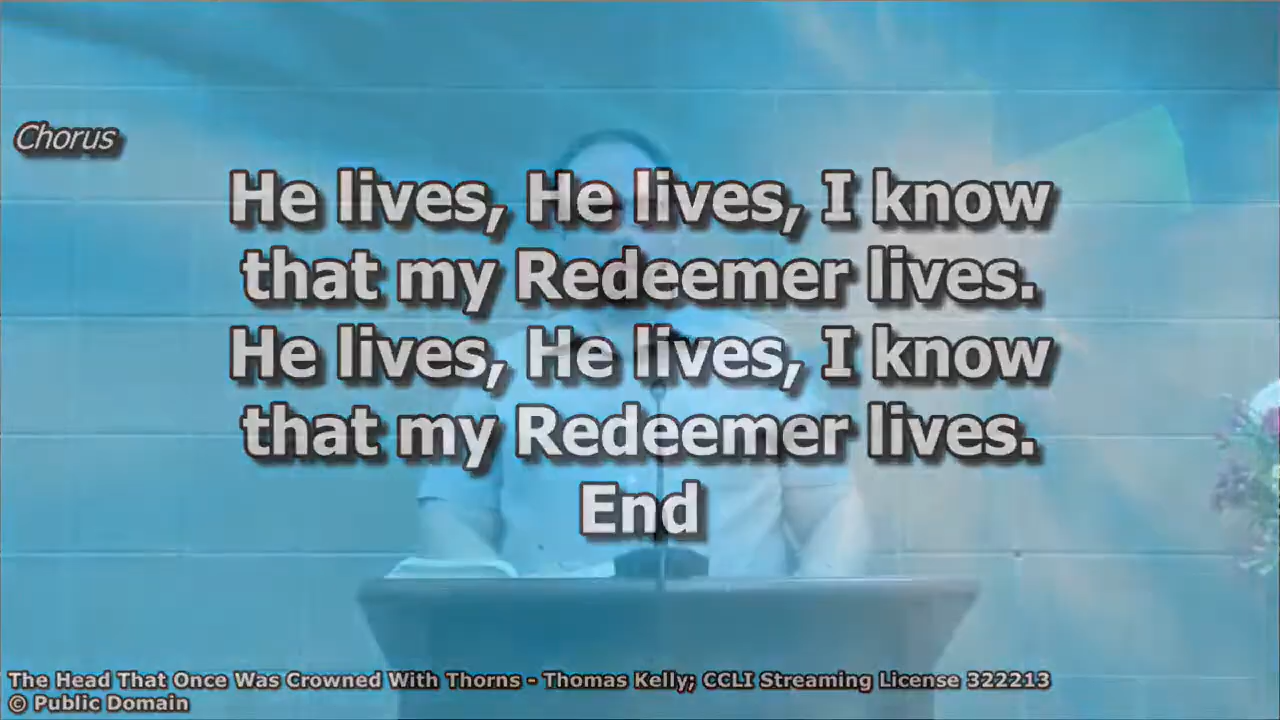 Chorus
He lives, He lives, I know
that my Redeemer lives.
He lives, He lives, I know
that my Redeemer lives.
End
The Head That Once Was Crowned With Thorns - Thomas Kelly; CCLI Streaming License 322213
© Public Domain